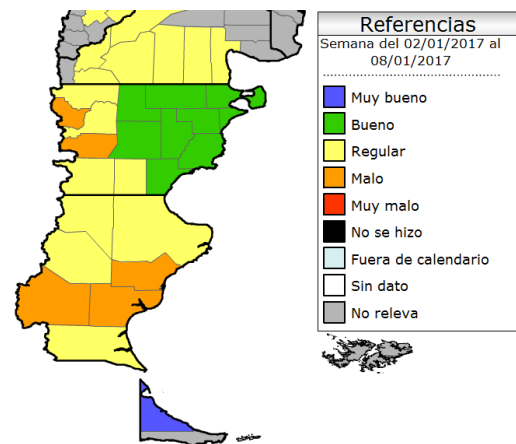 Referencias
Semana del 02/01/2017 al
08/01/2017
Muy bueno
Bueno
Regular
Malo
Muy malo
No se hizo
Fuera de calendario
Sin dato
No releva